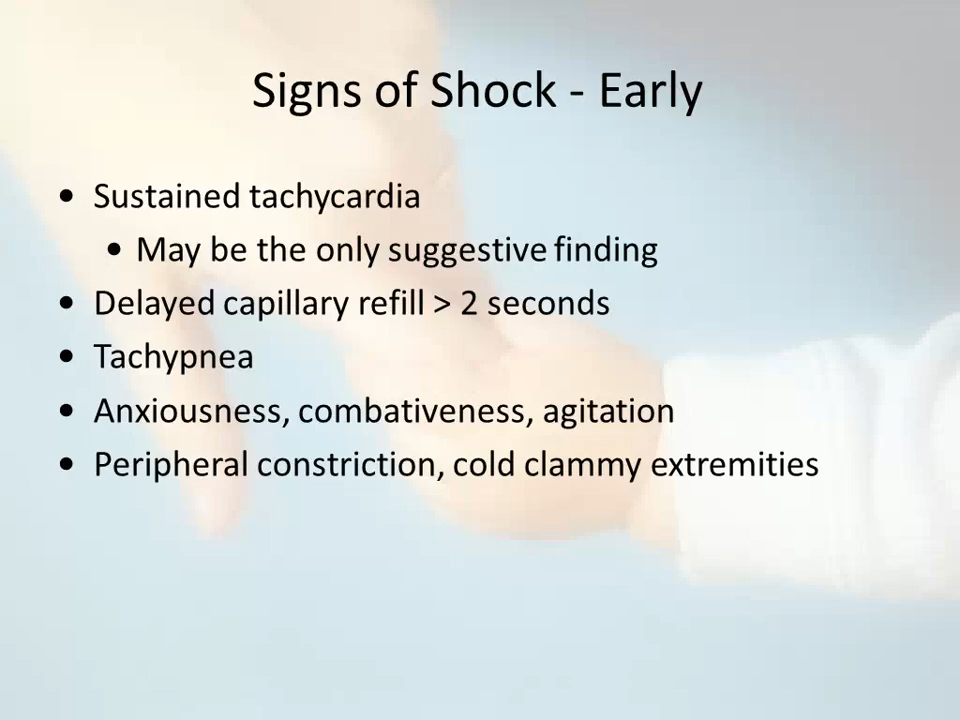 Signs of Shock - Early
• Sustained tachycardia
• May be the only suggestive finding
• Delayed capillary refill > 2 seconds
• Tachypnea
• Anxiousness, combativeness, agitation
• Peripheral constriction, cold clammy extremities